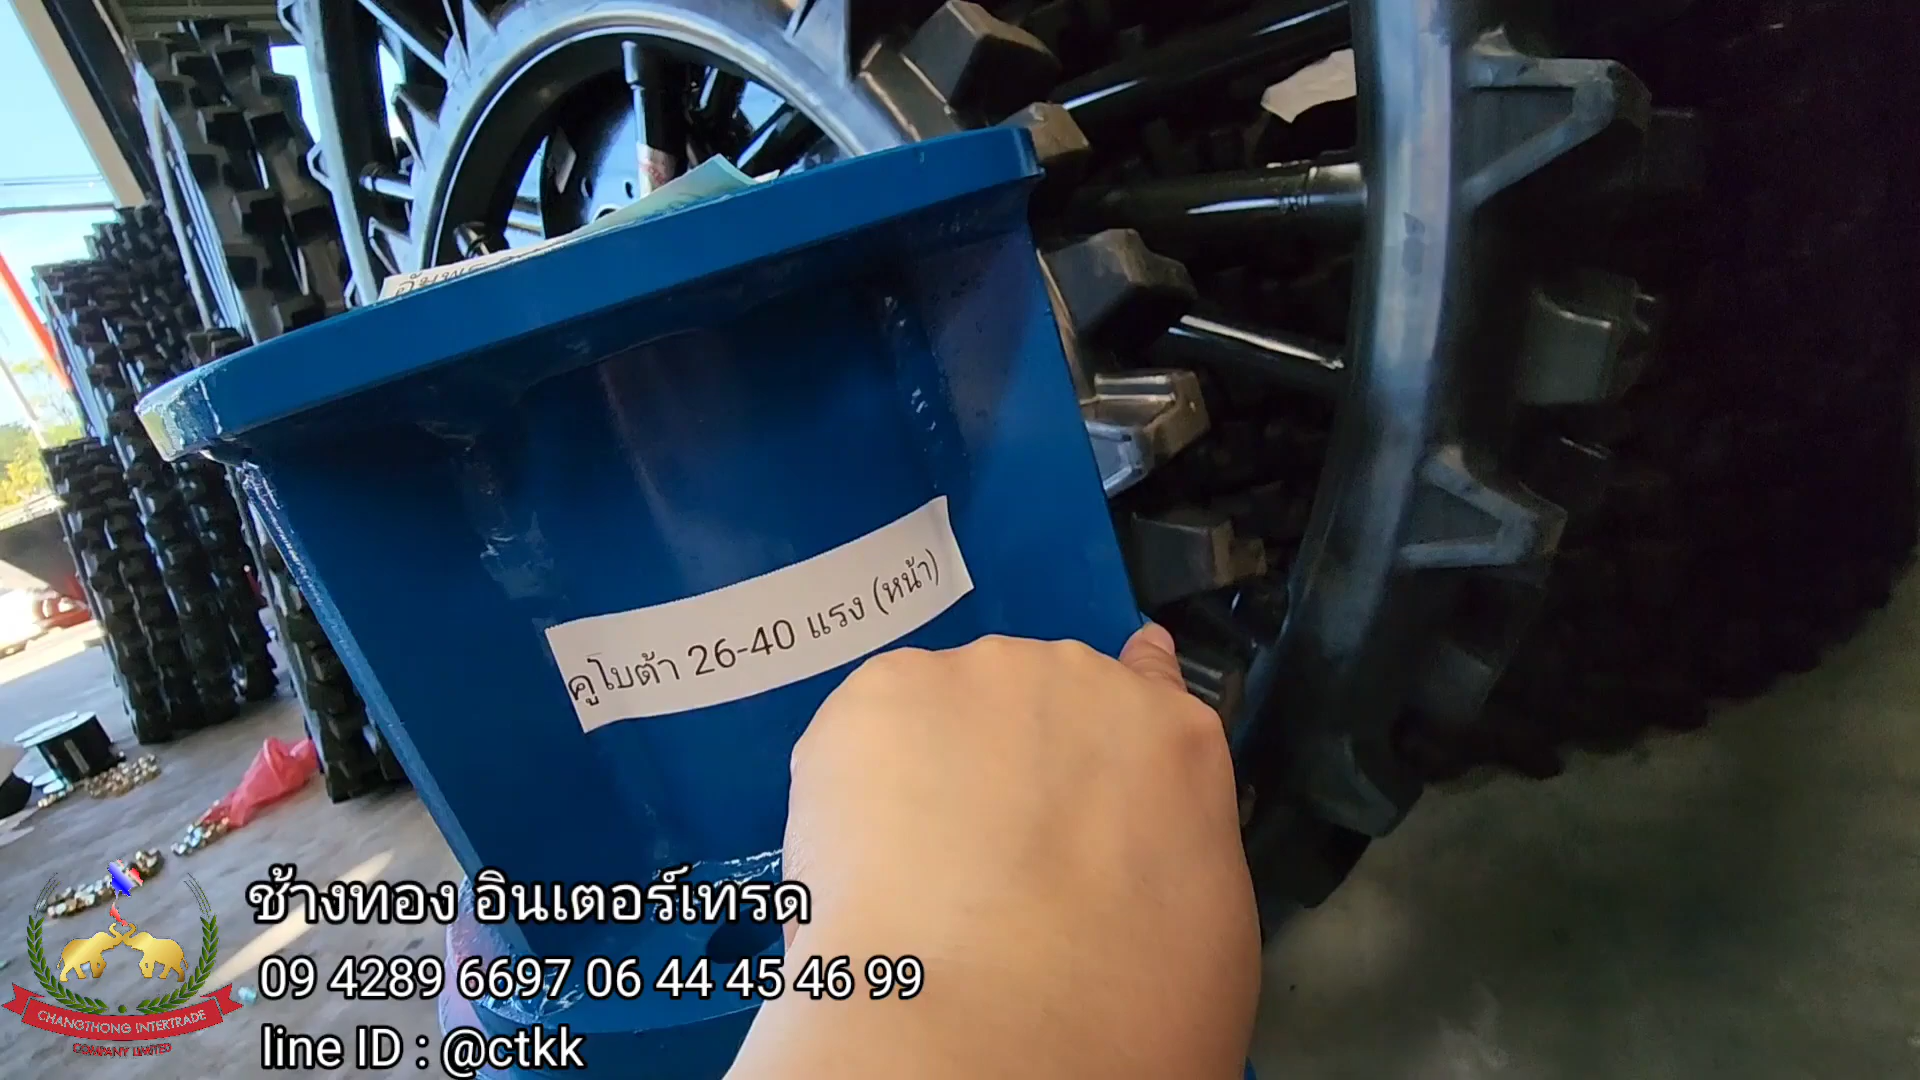 คูโบต้า 26-40 แรง (หน้า)
ช้างทอง อินเตอร์เทรด
09 4289 6697 06 44 45 46 99
line ID : @ctkk
CHANGTHONG INTERTRADE
COMPANY LIMITED